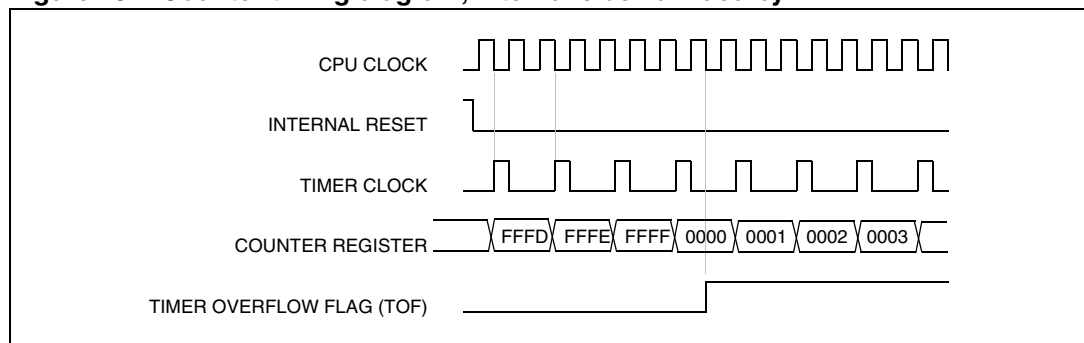 CPU CLOCK
INTERNAL RESET
TIMER CLOCK
COUNTER REGISTER FFFD FFFE FFFF 0000 0001 0002 0003
TIMER OVERFLOW FLAG (TOF)